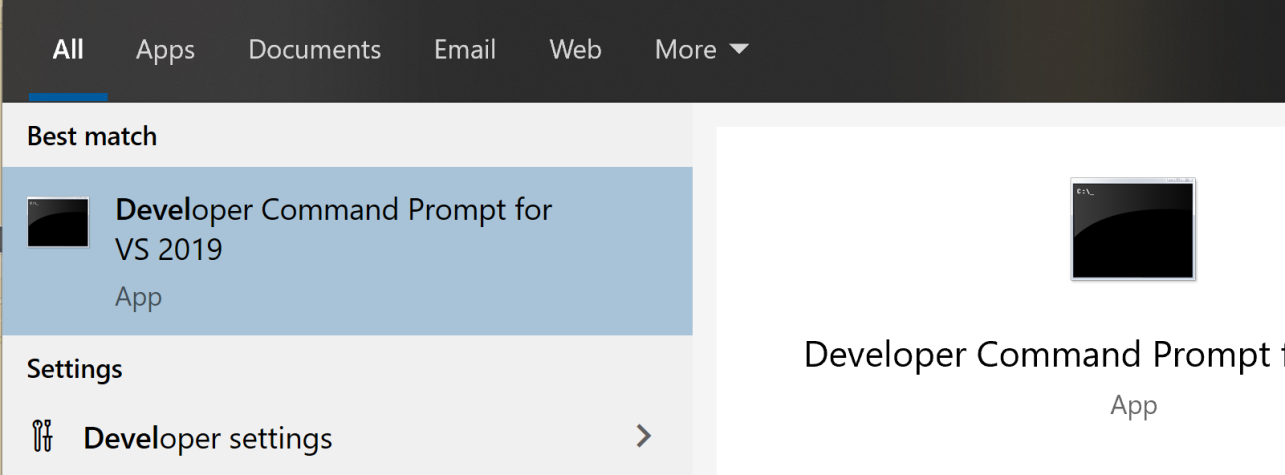 All Apps Documents Email Web More
Best match
Developer Command Prompt for
VS 2019
App
Settings
Developer settings
C:\_
Developer Command Prompt f
App